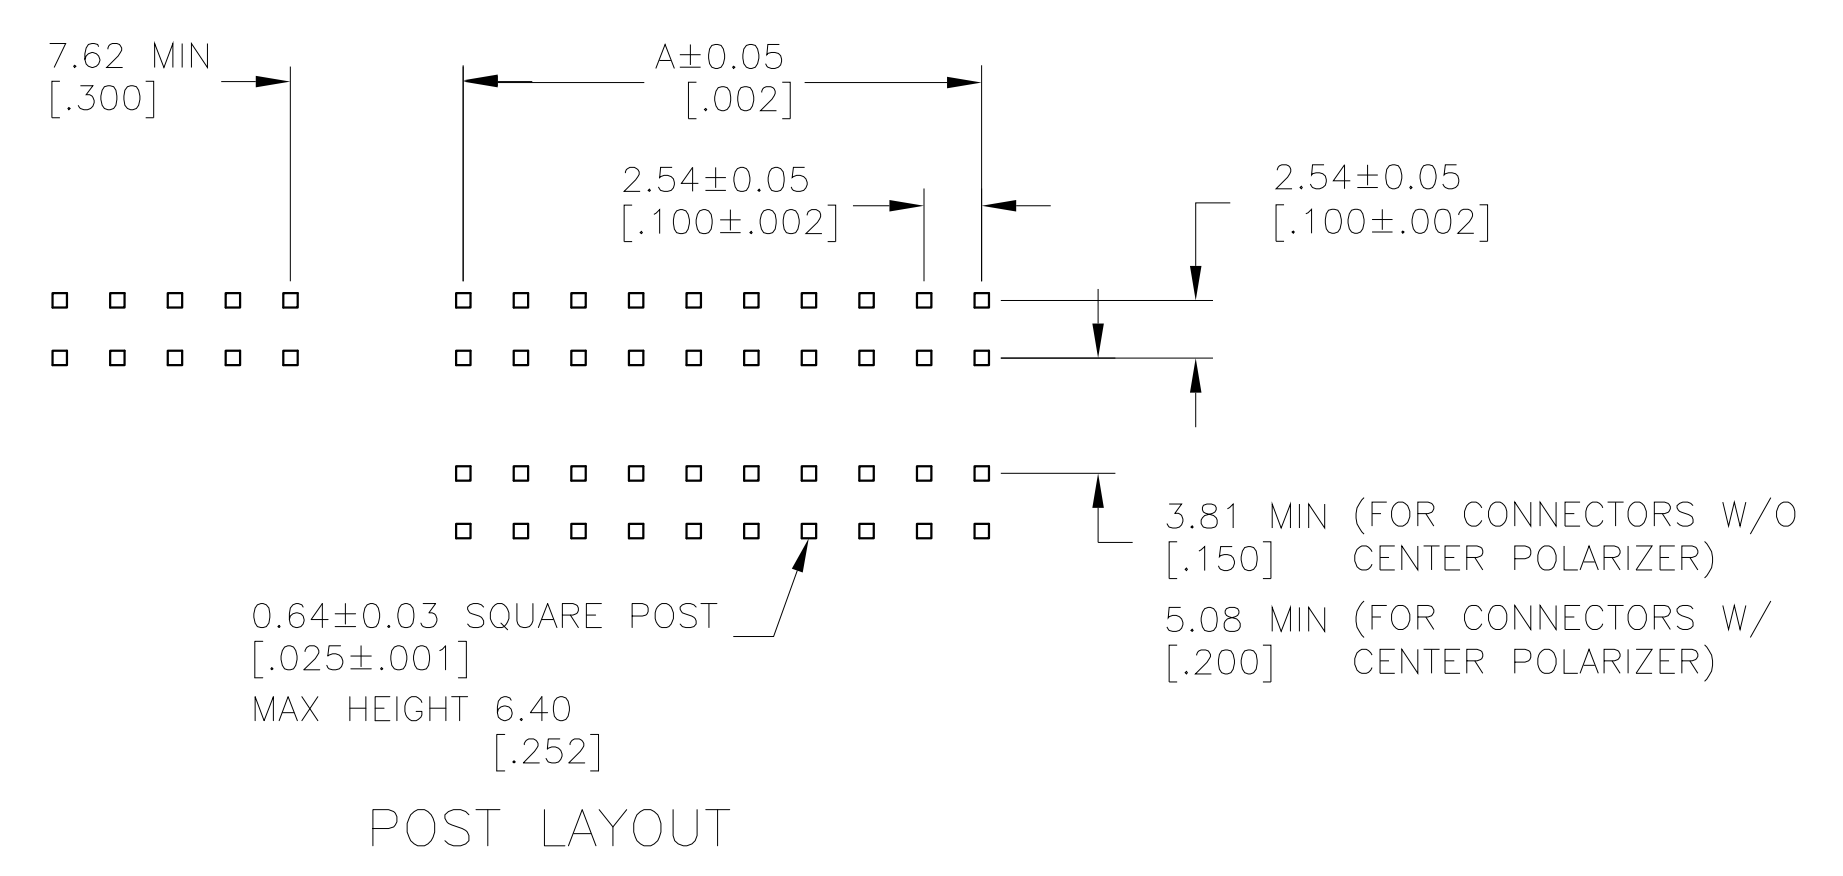 7.62 MIN
[.300]
A±0.05
[.002]
2.54±0.05
[.100±.002]
2.54±0.05
[.100±.002]
3.81 MIN (FOR CONNECTORS W/O
[.150] CENTER POLARIZER)
5.08 MIN (FOR CONNECTORS W/
[.200] CENTER POLARIZER)
0.64±0.03 SQUARE POST
[.025±.001]
MAX HEIGHT 6.40
[.252]
POST LAYOUT